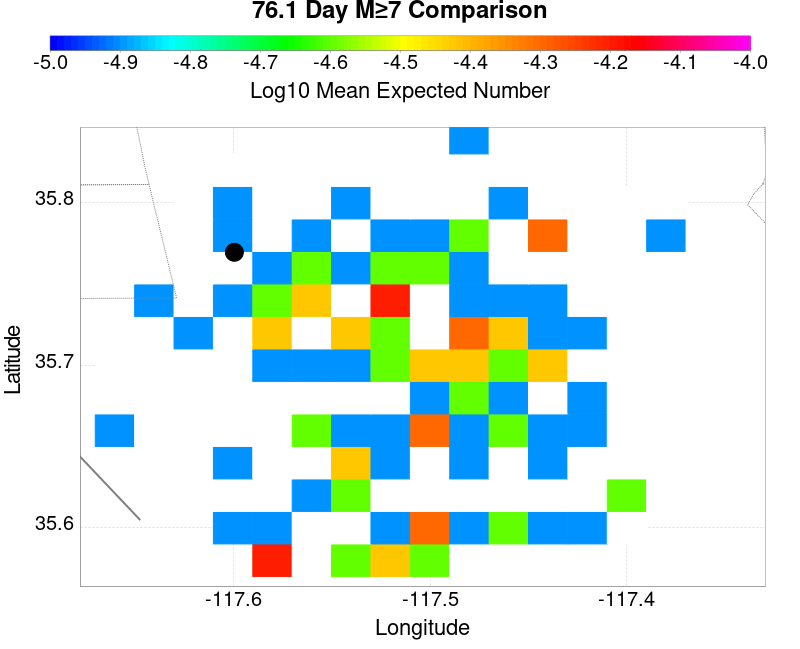 76.1 Day M≥7 Comparison
-5.0 -4.9 -4.8 -4.7 -4.6 -4.5 -4.4 -4.3 -4.2 -4.1 -4.0
Log10 Mean Expected Number
35.8
35.7
35.6
Latitude
-117.6 -117.5 -117.4
Longitude